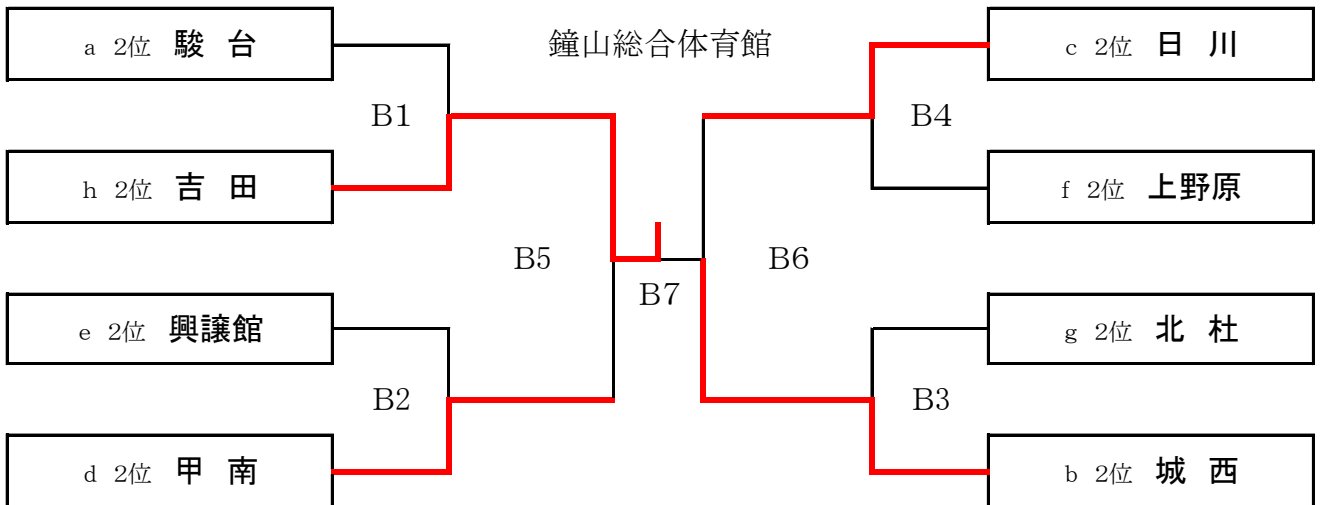 鐘山総合体育館
a 2位 駿 台
c 2位 日 川
B1
B4
h 2位 吉 田
f 2位 上野原
B5
B6
B7
e 2位 興譲館
g 2位 北 杜
B2
B3
d 2位 甲 南
b 2位 城 西